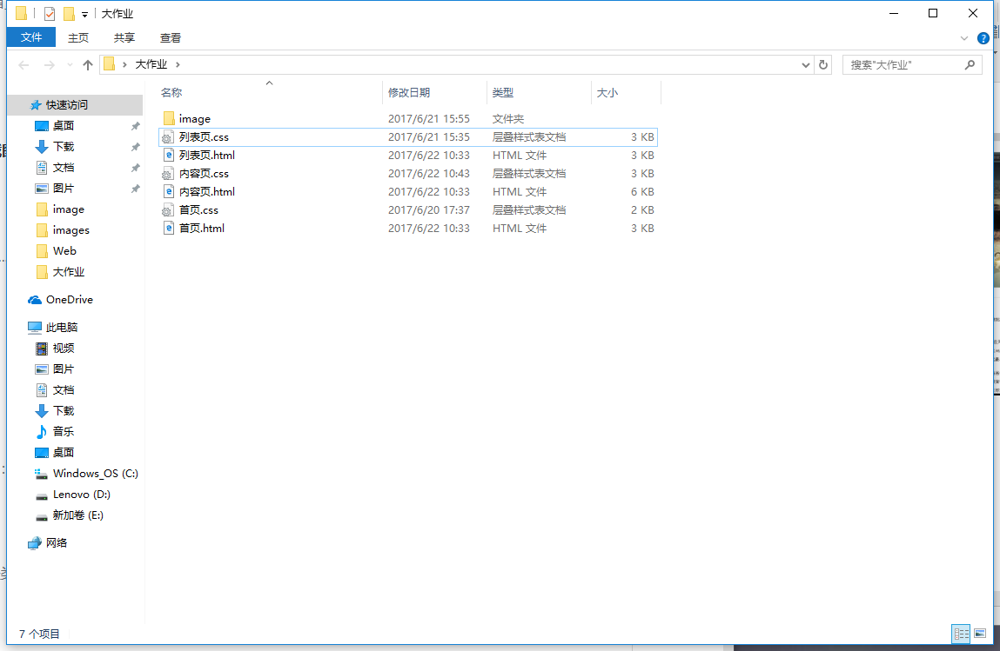 大作业
文件 主页 共享 查看
大作业 搜索"大作业"
名称 修改日期 类型 大小
快速访问
桌面
下载
文档
图片
image
images
Web
大作业
OneDrive
此电脑
视频
图片
文档
下载
音乐
桌面
Windows_OS (C:)
Lenovo (D:)
新加卷 (E:)
网络
image 2017/6/21 15:55 文件夹
列表页.css 2017/6/21 15:35 层叠样式表文档 3 KB
列表页.html 2017/6/22 10:33 HTML 文件 3 KB
内容页.css 2017/6/22 10:43 层叠样式表文档 3 KB
内容页.html 2017/6/22 10:33 HTML 文件 6 KB
首页.css 2017/6/20 17:37 层叠样式表文档 2 KB
首页.html 2017/6/22 10:33 HTML 文件 3 KB
7 个项目